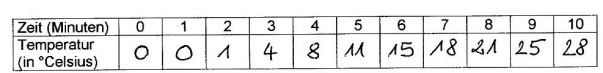 Zeit (Minuten) 0 1 2 3 4 5 6 7 8 9 10
Temperatur (in °Celsius) 0 0 1 4 8 11 15 18 21 25 28